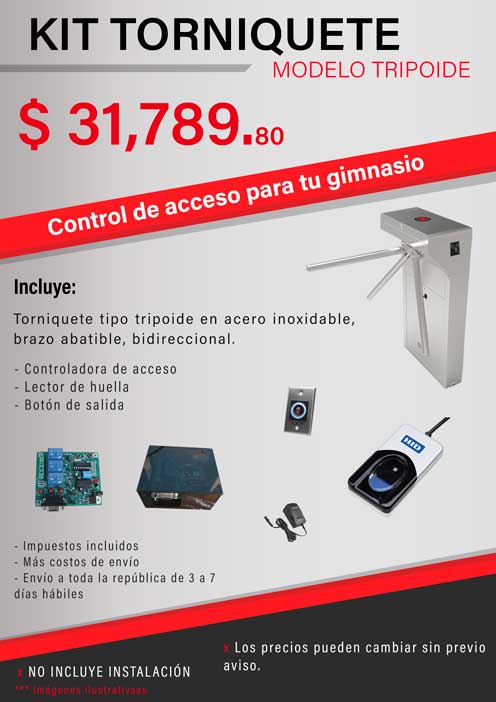 KIT TORNIQUETE
MODELO TRIPOIDE
$ 31,789.80
Control de acceso para tu gimnasio
Incluye:
Torniquete tipo tripoide en acero inoxidable,
brazo abatible, bidireccional.
- Controladora de acceso
- Lector de huella
- Botón de salida
HID
- Impuestos incluidos
- Más costos de envío
- Envío a toda la república de 3 a 7
días hábiles
x Los precios pueden cambiar sin previo
aviso.
x NO INCLUYE INSTALACIÓN
*** imágenes ilustrativsas